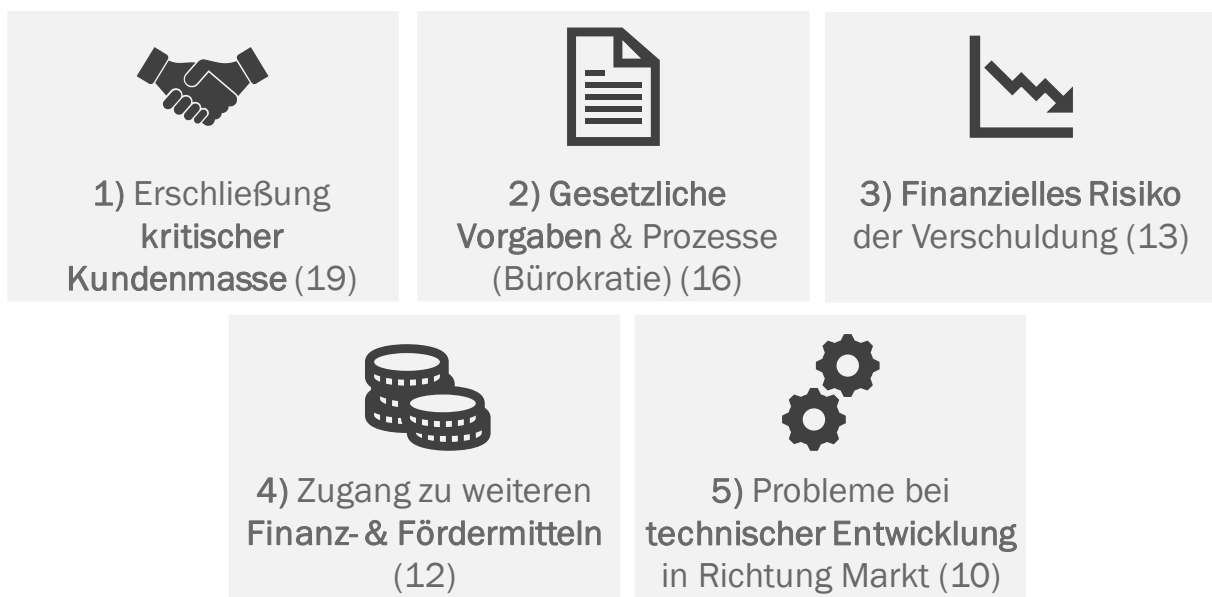 1) Erschließung
kritischer
Kundenmasse (19)
2) Gesetzliche
Vorgaben & Prozesse
(Bürokratie) (16)
3) Finanzielles Risiko
der Verschuldung (13)
4) Zugang zu weiteren
Finanz- & Fördermitteln
(12)
5) Probleme bei
technischer Entwicklung
in Richtung Markt (10)